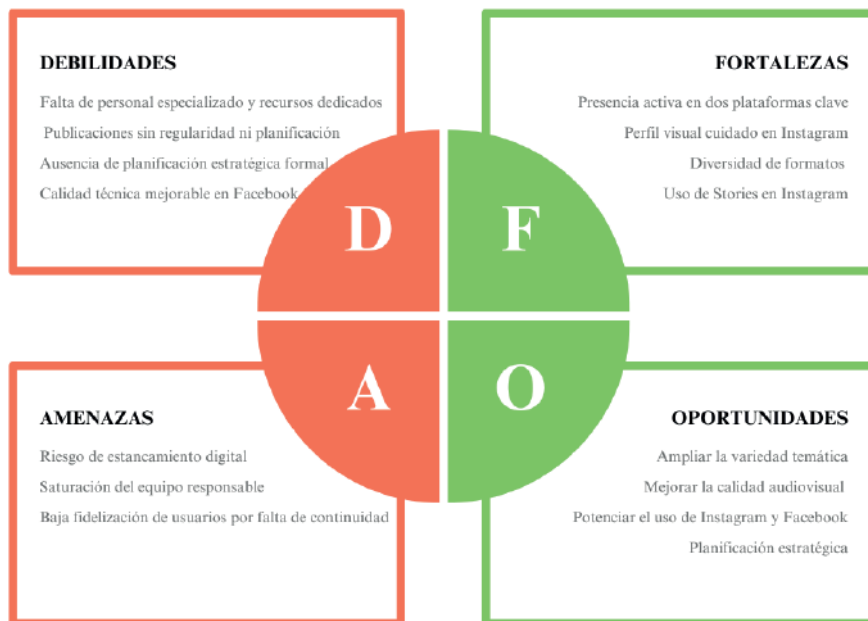 DEBILIDADES
Falta de personal especializado y recursos dedicados
Publicaciones sin regularidad ni planificación
Ausencia de planificación estratégica formal
Calidad técnica mejorable en Facebook
FORTALEZAS
Presencia activa en dos plataformas clave
Perfil visual cuidado en Instagram
Diversidad de formatos
Uso de Stories en Instagram
D
F
A
O
AMENAZAS
Riesgo de estancamiento digital
Saturación del equipo responsable
Baja fidelización de usuarios por falta de continuidad
OPORTUNIDADES
Ampliar la variedad temática
Mejorar la calidad audiovisual
Potenciar el uso de Instagram y Facebook
Planificación estratégica